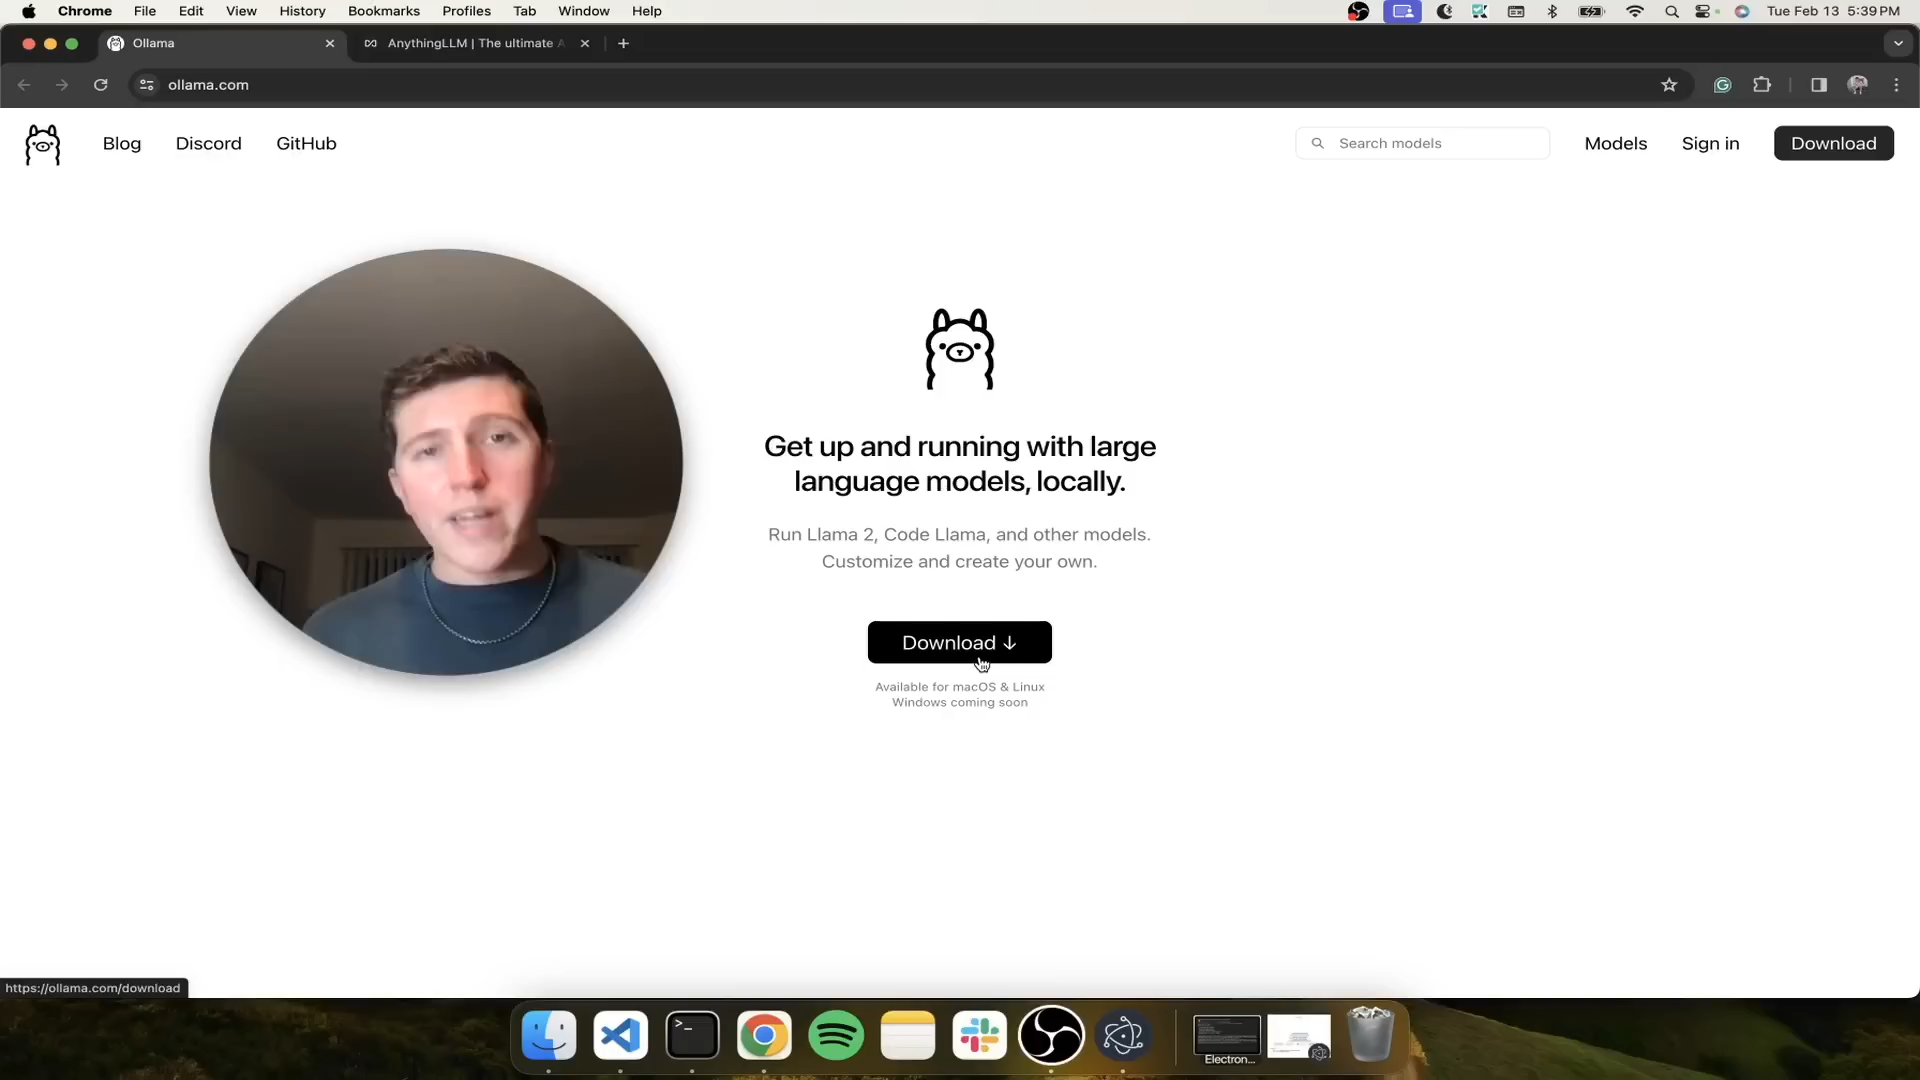 Chrome File Edit View History Bookmarks Profiles Tab Window Help
Tue Feb 13 5:39 PM
Ollama
AnythingLLM | The ultimate
ollama.com
Blog Discord GitHub
Search models
Models Sign in Download
Get up and running with large
language models, locally.
Run Llama 2, Code Llama, and other models.
Customize and create your own.
Download ↓
Available for macOS & Linux
Windows coming soon
https://ollama.com/download
Electron...